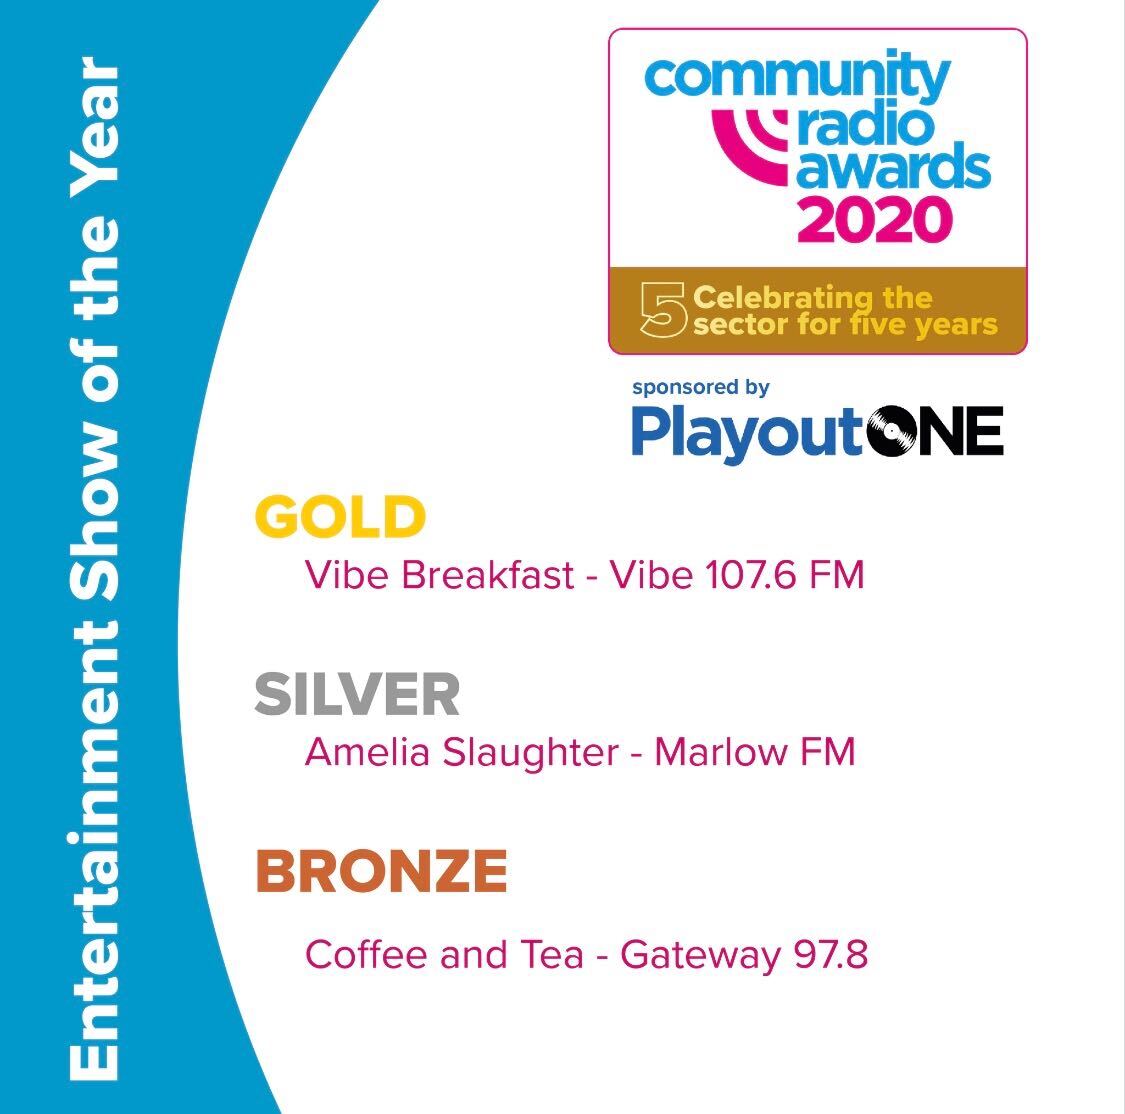 Entertainment Show of the Year
community
radio
awards
2020
5 Celebrating the
sector for five years
sponsored by
PlayoutONE
GOLD
Vibe Breakfast - Vibe 107.6 FM
SILVER
Amelia Slaughter - Marlow FM
BRONZE
Coffee and Tea - Gateway 97.8